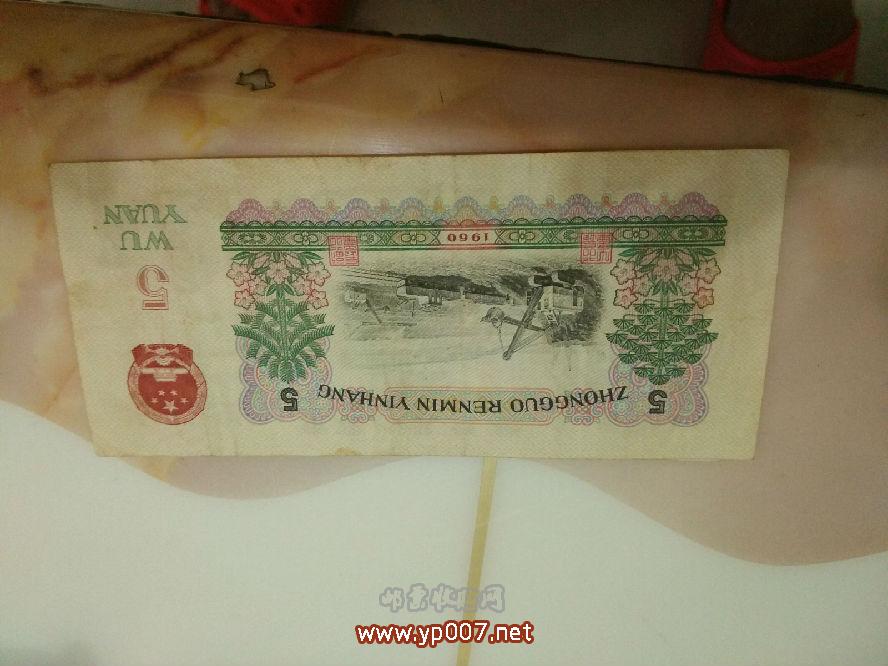 ZHONGGUO RENMIN YINHANG
5
5
1960
5
WU
YUAN
www.yp007.net